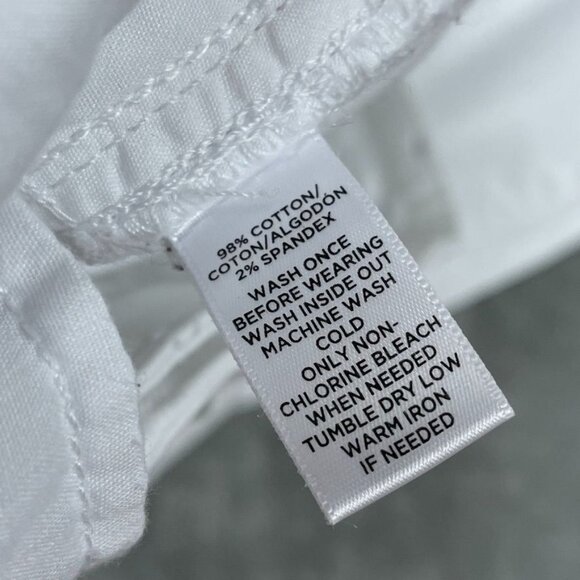 98% COTTON/
COTON/ALGODÓN
2% SPANDEX
WASH ONCE
BEFORE WEARING
WASH INSIDE OUT
MACHINE WASH
COLD
ONLY NON-
CHLORINE BLEACH
WHEN NEEDED
TUMBLE DRY LOW
WARM IRON
IF NEEDED